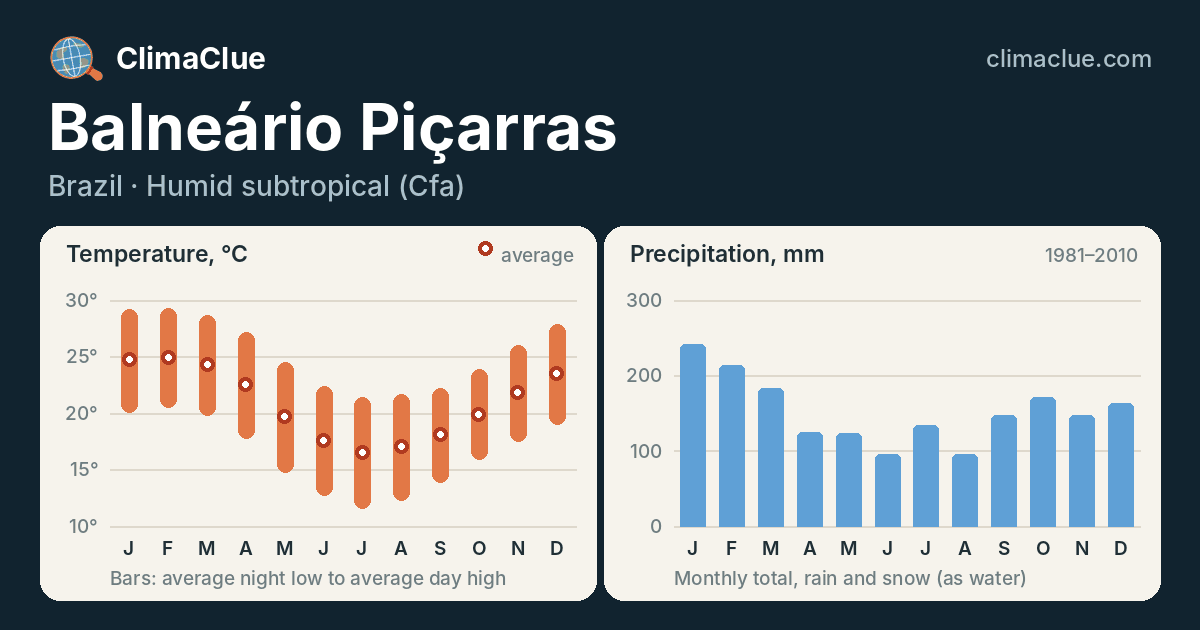 ClimaClue
climaclue.com
Balneário Piçarras
Brazil · Humid subtropical (Cfa)
Temperature, °C
average
30°
25°
20°
15°
10°
J F M A M J J A S O N D
Bars: average night low to average day high
Precipitation, mm
1981–2010
300
200
100
0
J F M A M J J A S O N D
Monthly total, rain and snow (as water)